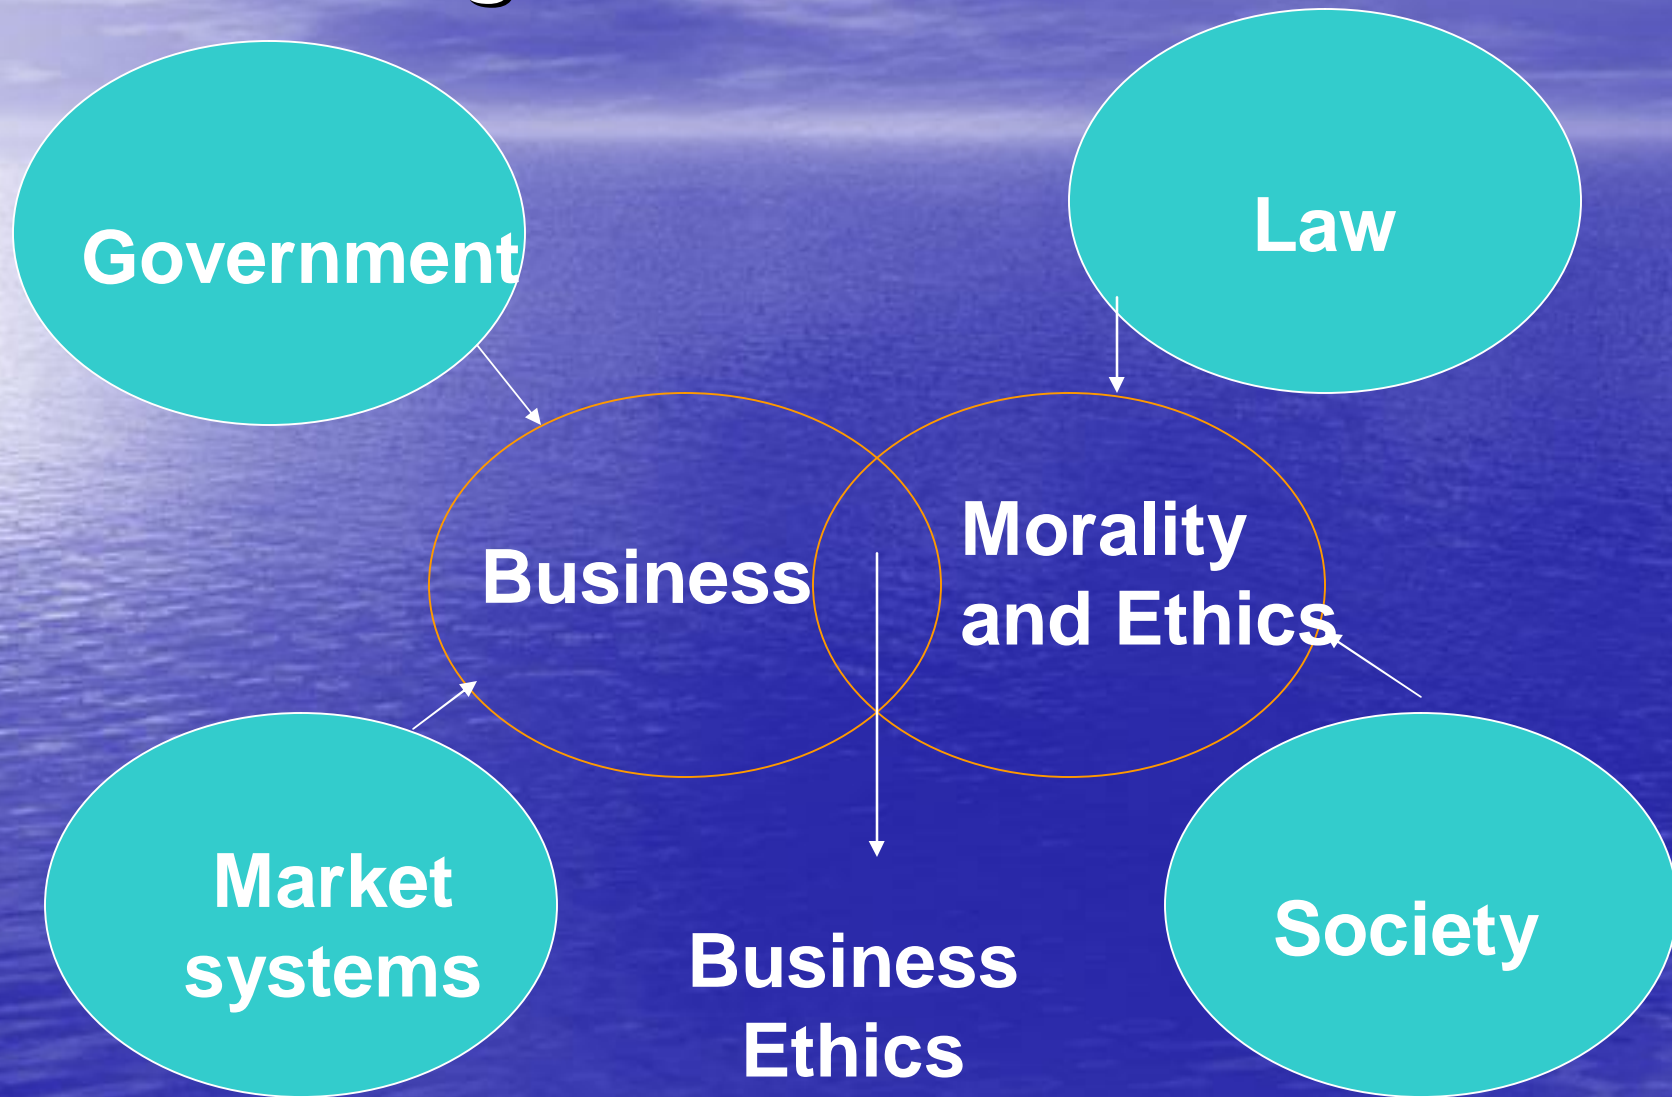 Government
Law
Business
Morality
and Ethics
Market
systems
Business
Ethics
Society